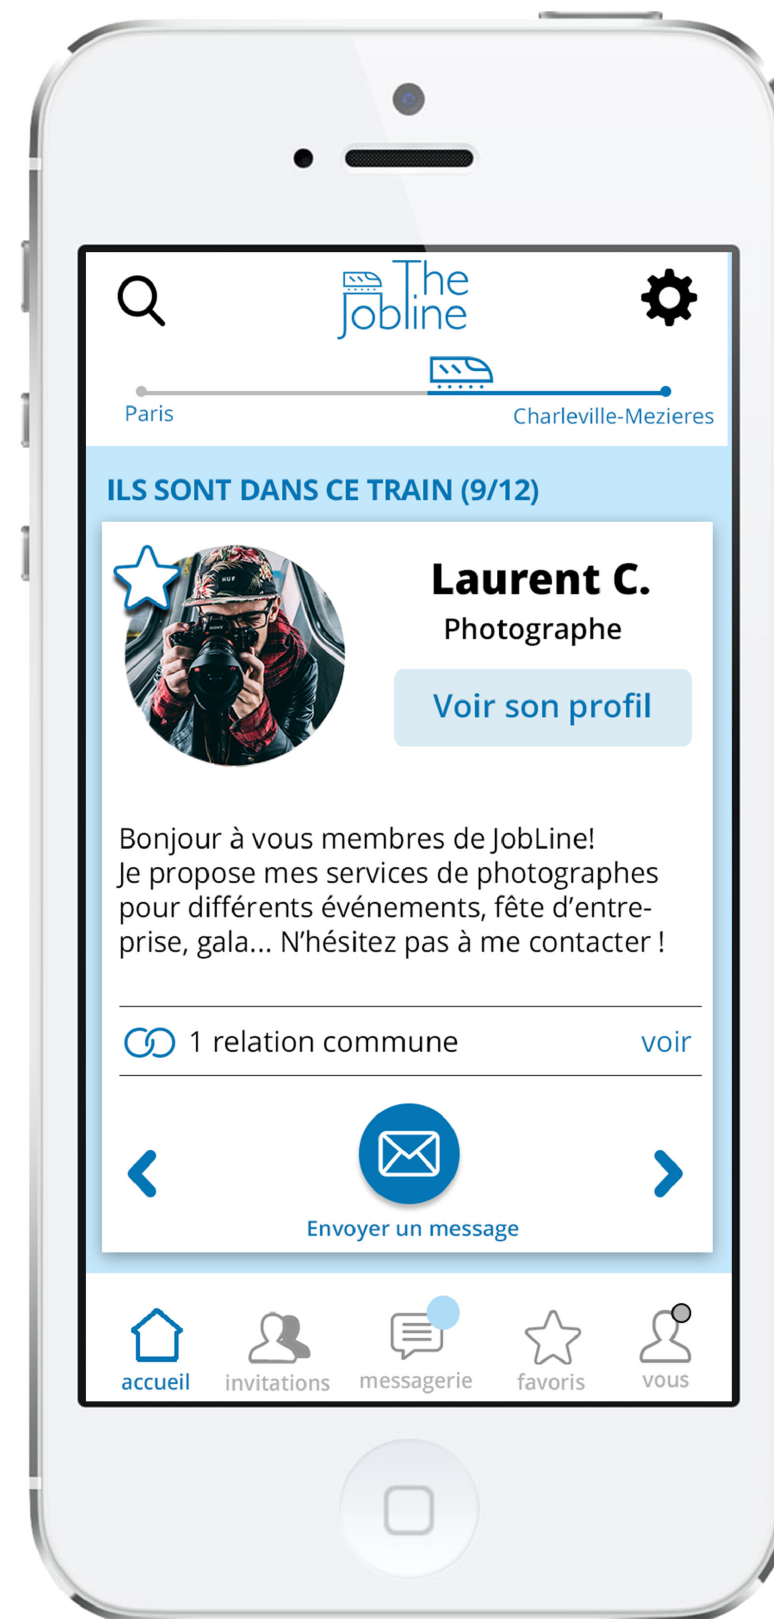 The
Jobline
Paris
Charleville-Mezieres
ILS SONT DANS CE TRAIN (9/12)
HUF
SONY
Laurent C.
Photographe
Voir son profil
Bonjour à vous membres de JobLine!
Je propose mes services de photographes
pour différents événements, fête d’entre-
prise, gala... N’hésitez pas à me contacter !
1 relation commune
voir
Envoyer un message
accueil
invitations
messagerie
favoris
vous